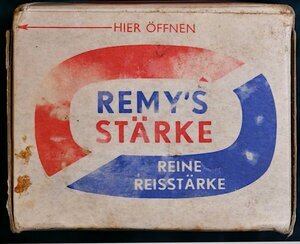 HIER ÖFFNEN
REMY'S
STÄRKE
REINE
REISSTÄRKE